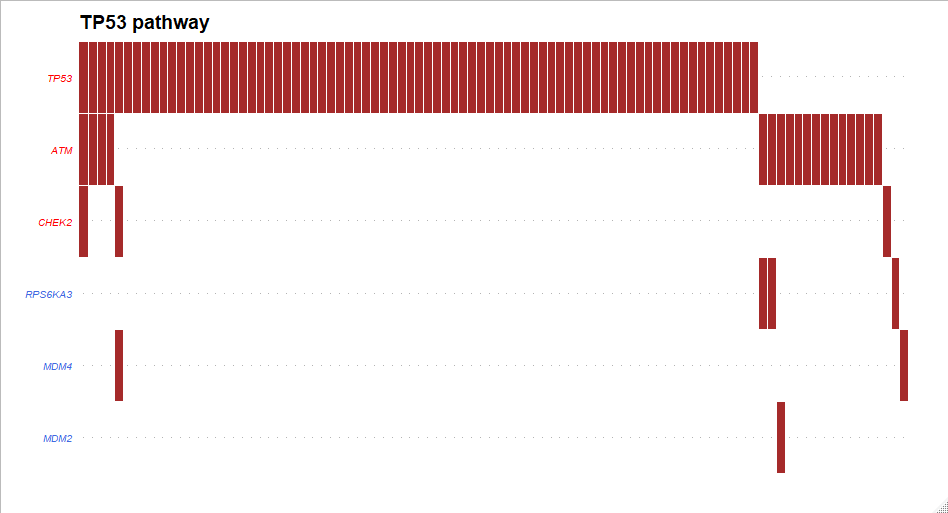 TP53 pathway
TP53
ATM
CHEK2
RPS6KA3
MDM4
MDM2